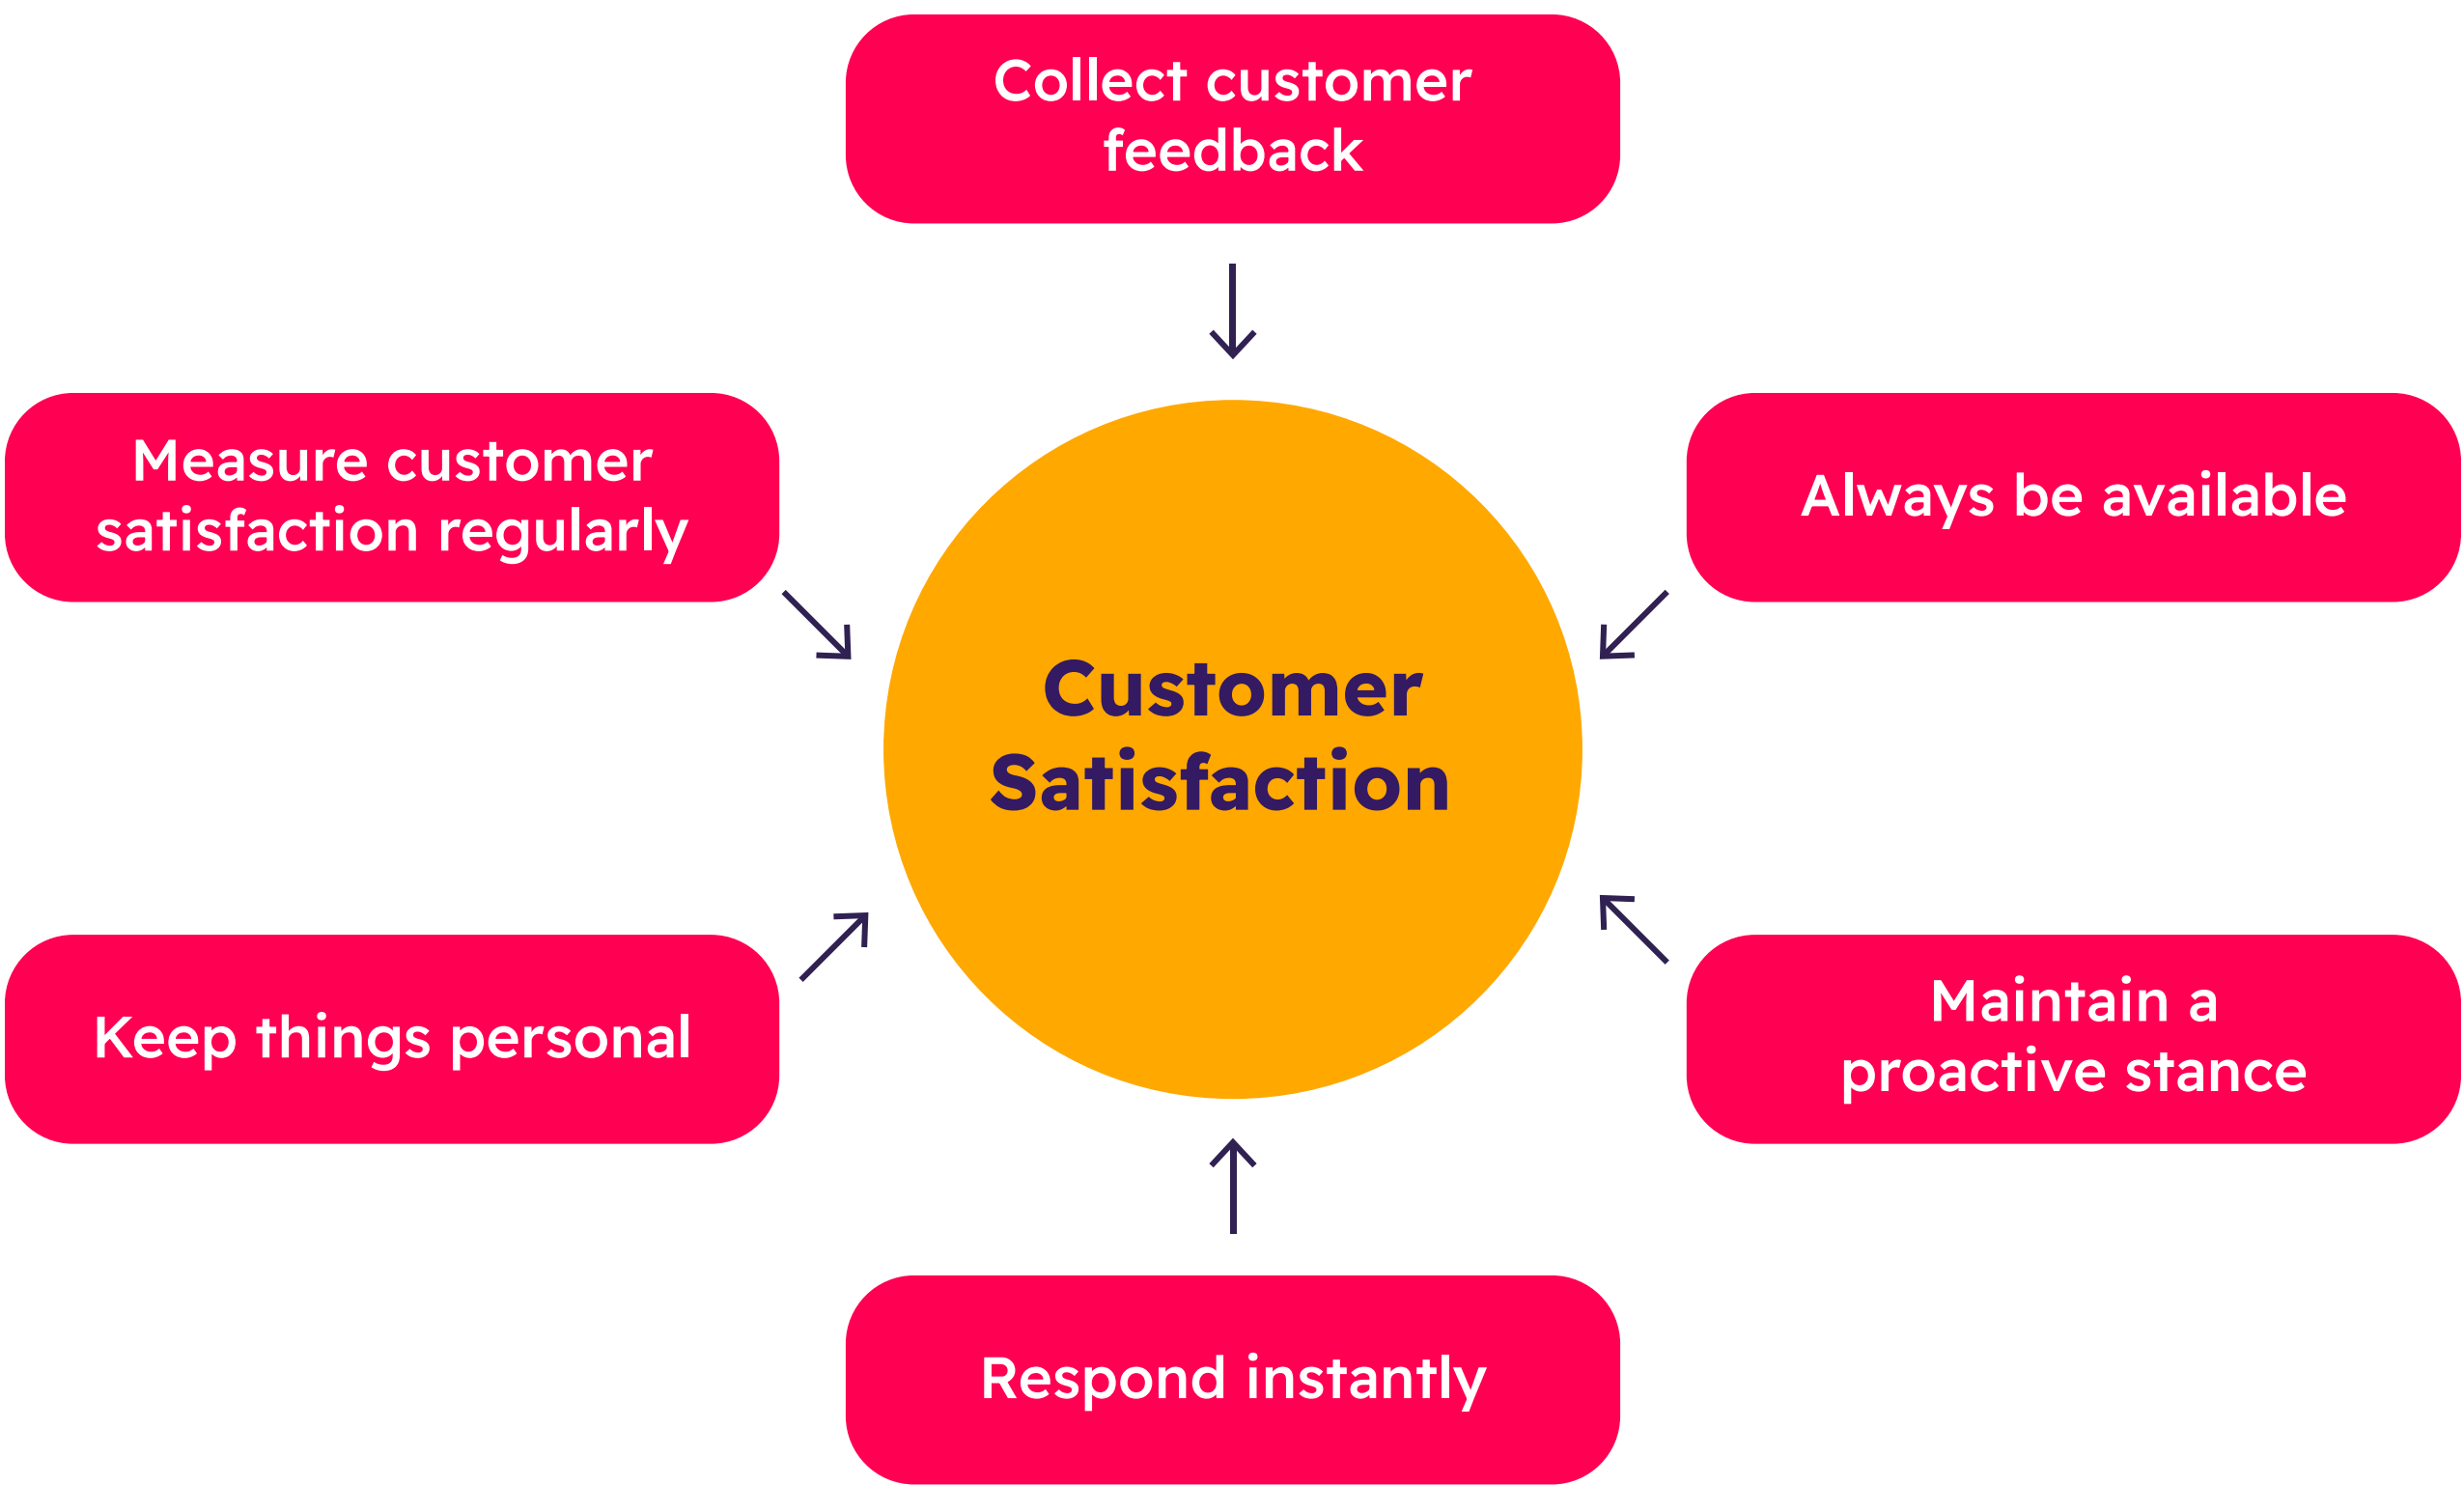 Collect customer
feedback
Measure customer
satisfaction regularly
Always be available
Customer
Satisfaction
Keep things personal
Maintain a
proactive stance
Respond instantly